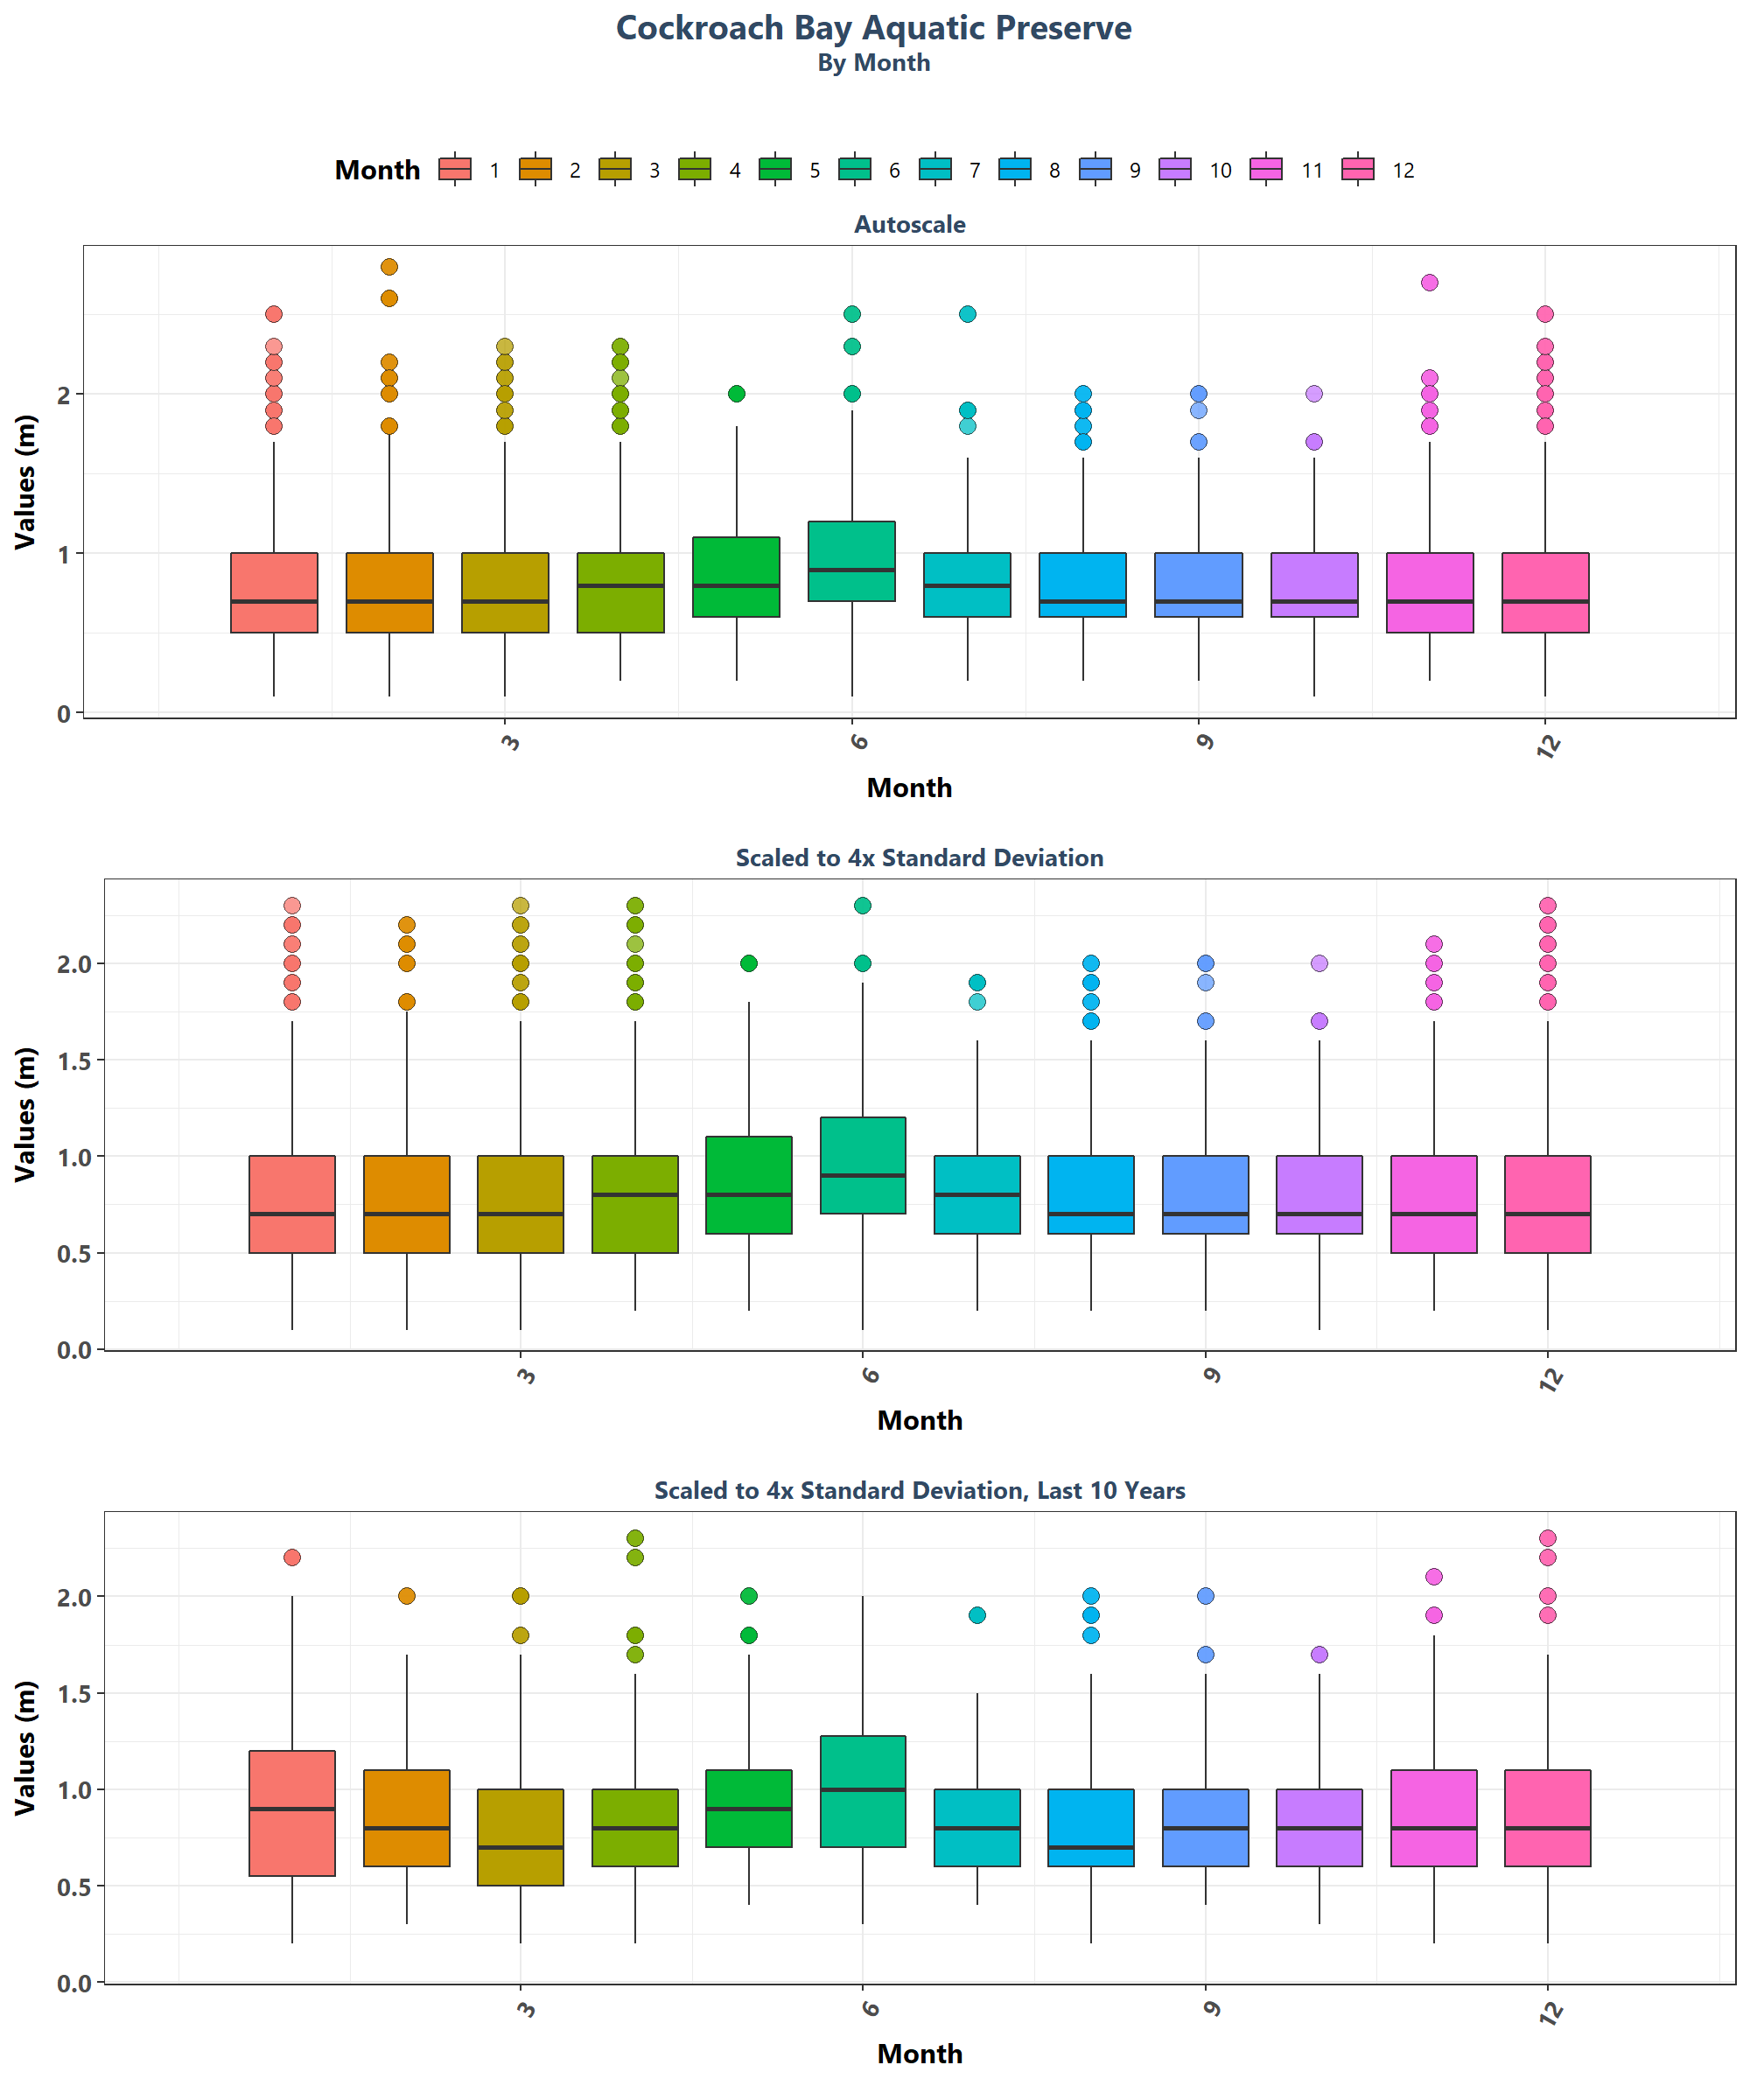 Cockroach Bay Aquatic Preserve
By Month
Month 1 2 3 4 5 6 7 8 9 10 11 12
Autoscale
Values (m)
2
1
0
3 6 9 12
Month
Scaled to 4x Standard Deviation
Values (m)
2.0
1.5
1.0
0.5
0.0
3 6 9 12
Month
Scaled to 4x Standard Deviation, Last 10 Years
Values (m)
2.0
1.5
1.0
0.5
0.0
3 6 9 12
Month